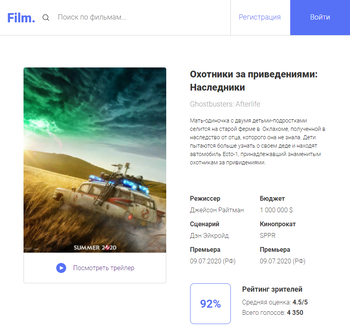 Film.
Поиск по фильмам...
Регистрация
Войти
Охотники за привидениями:
Наследники
Ghostbusters: Afterlife
Мать-одиночка с двумя детьми-подростками
селится на старой ферме в Оклахоме, полученной в
наследство от отца, которого она не знала. Дети
пытаются больше узнать о своем деде и находят
автомобиль Ecto-1, принадлежавший знаменитым
охотникам за привидениями.
SUMMER 2020
Посмотреть трейлер
Режиссер
Джейсон Райтман
Бюджет
1 000 000 $
Сценарий
Дэн Эйкройд
Кинопрокат
SPPR
Премьера
09.07.2020 (РФ)
Премьера
09.07.2020 (РФ)
92%
Рейтинг зрителей
Средняя оценка: 4.5/5
Всего голосов: 4 350